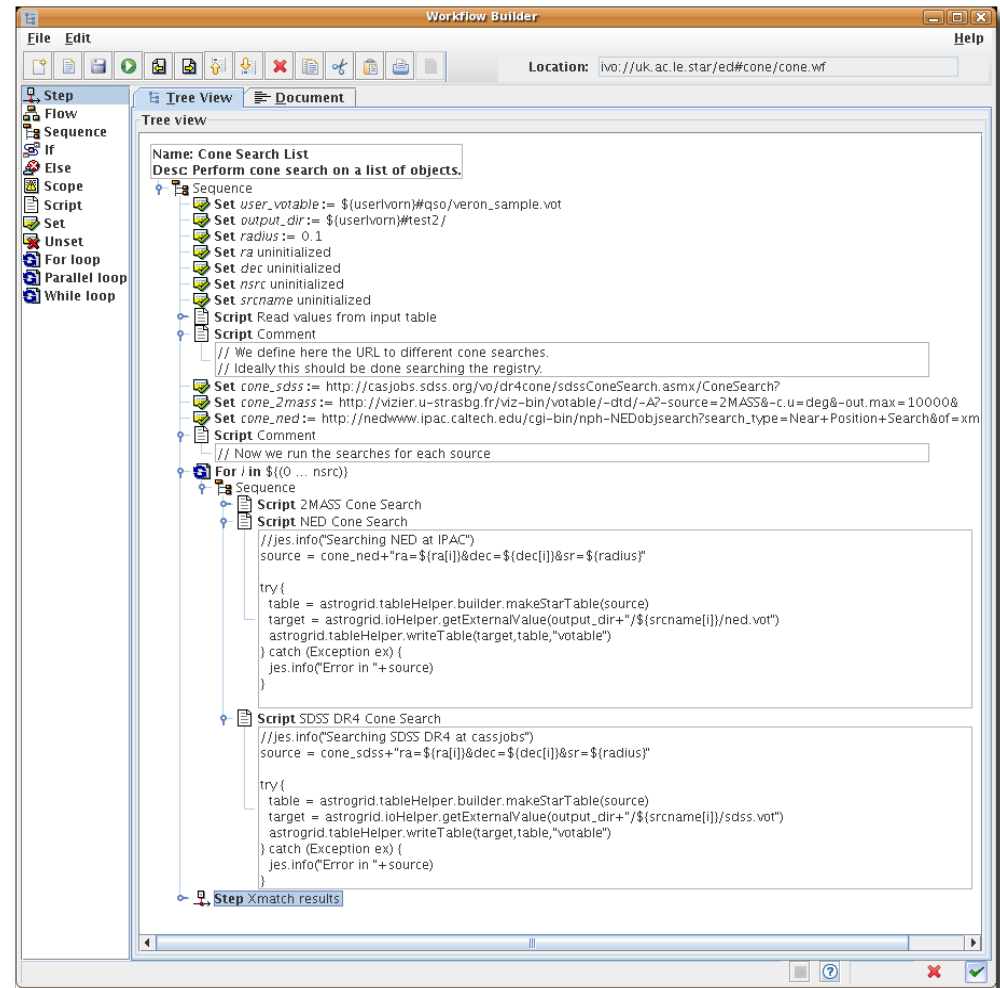 Workflow Builder
File Edit Help
Location: ivo://uk.ac.le.star/ed#cone/cone.wf
Step
Flow
Sequence
If
Else
Scope
Script
Set
Unset
For loop
Parallel loop
While loop
Tree View Document
Tree view
Name: Cone Search List
Desc: Perform cone search on a list of objects.
Sequence
Set user_votable := ${userIvorn}#qso/veron_sample.vot
Set output_dir := ${userIvorn}#test2/
Set radius := 0.1
Set ra uninitialized
Set dec uninitialized
Set nsrc uninitialized
Set srcname uninitialized
Script Read values from input table
Script Comment
// We define here the URL to different cone searches.
// Ideally this should be done searching the registry.
Set cone_sdss := http://casjobs.sdss.org/vo/dr4cone/sdssConeSearch.asmx/ConeSearch?
Set cone_2mass := http://vizier.u-strasbg.fr/viz-bin/votable/-dtd/-A?-source=2MASS&-c.u=deg&-out.max=10000&
Set cone_ned := http://nedwww.ipac.caltech.edu/cgi-bin/nph-NEDobjsearch?search_type=Near+Position+Search&of=xm
Script Comment
// Now we run the searches for each source
For i in ${(0 ... nsrc)}
Sequence
Script 2MASS Cone Search
Script NED Cone Search
//jes.info("Searching NED at IPAC")
source = cone_ned+"ra=${ra[i]}&dec=${dec[i]}&sr=${radius}"
try {
table = astrogrid.tableHelper.builder.makeStarTable(source)
target = astrogrid.ioHelper.getExternalValue(output_dir+"/${srcname[i]}/ned.vot")
astrogrid.tableHelper.writeTable(target,table,"votable")
} catch (Exception ex) {
jes.info("Error in "+source)
}
Script SDSS DR4 Cone Search
//jes.info("Searching SDSS DR4 at cassjobs")
source = cone_sdss+"ra=${ra[i]}&dec=${dec[i]}&sr=${radius}"
try {
table = astrogrid.tableHelper.builder.makeStarTable(source)
target = astrogrid.ioHelper.getExternalValue(output_dir+"/${srcname[i]}/sdss.vot")
astrogrid.tableHelper.writeTable(target,table,"votable")
} catch (Exception ex) {
jes.info("Error in "+source)
}
Step Xmatch results